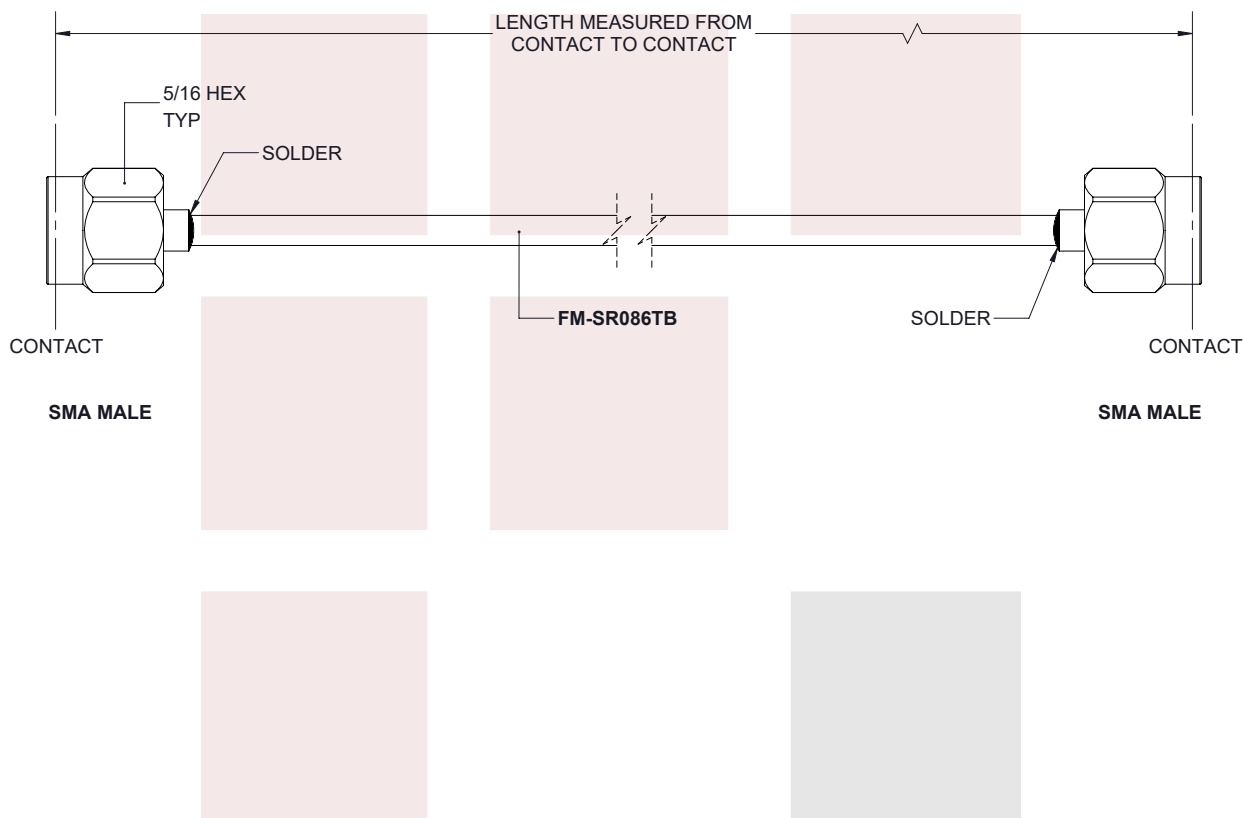 LENGTH MEASURED FROM
CONTACT TO CONTACT
5/16 HEX
TYP
SOLDER
FM-SR086TB
SOLDER
CONTACT
CONTACT
SMA MALE
SMA MALE